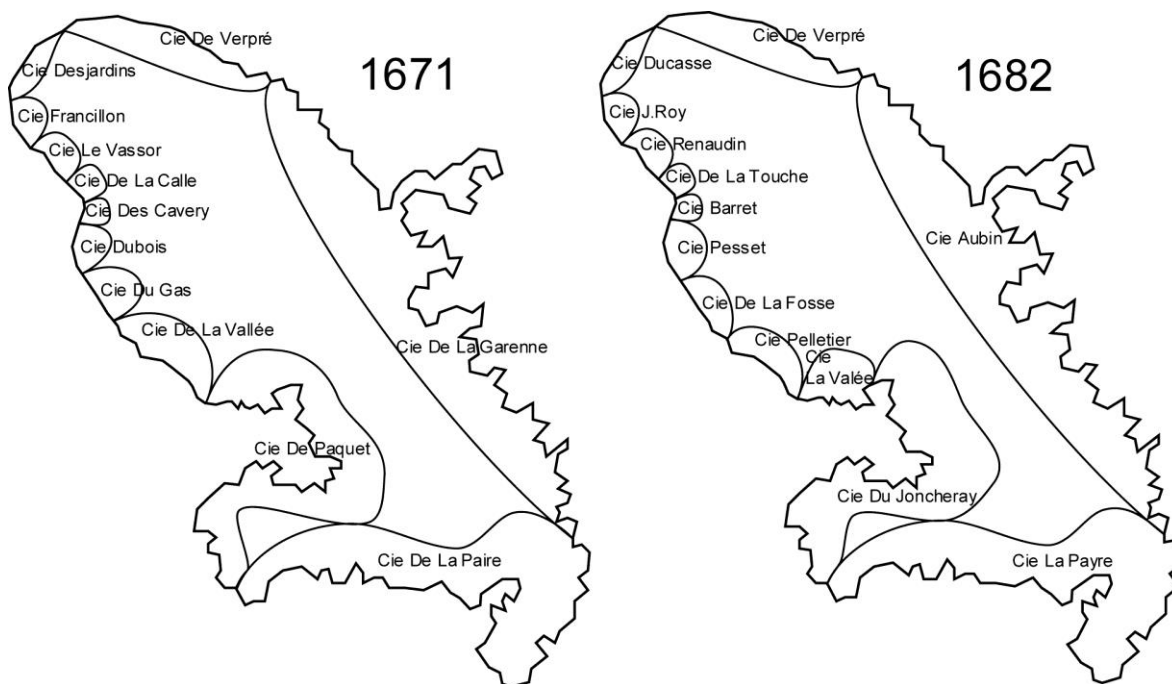 Cie De Verpré
1671
Cie Desjardins
Cie Francillon
Cie Le Vassor
Cie De La Calle
Cie Des Cavery
Cie Dubois
Cie Du Gas
Cie De La Vallée
Cie De La Garenne
Cie De Paquet
Cie De La Paire
Cie De Verpré
1682
Cie Ducasse
Cie J.Roy
Cie Renaudin
Cie De La Touche
Cie Barret
Cie Aubin
Cie Pesset
Cie De La Fosse
Cie Pelletier
Cie
La Valée
Cie Du Joncheray
Cie La Payre